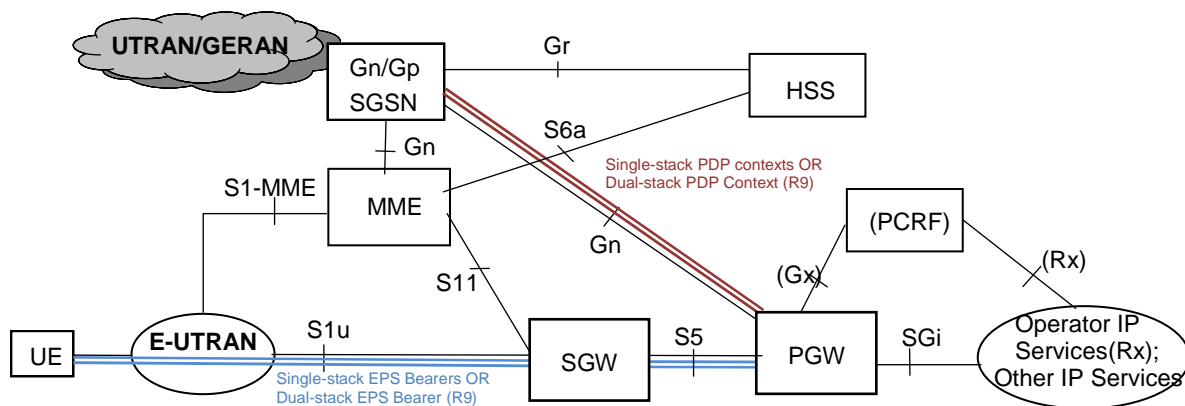 UTRAN/GERAN
Gn/Gp
SGSN
Gr
HSS
Gn
S6a
Single-stack PDP contexts OR
Dual-stack PDP Context (R9)
S1-MME
MME
Gn
(PCRF)
S11
(Gx)
(Rx)
UE
E-UTRAN
S1u
SGW
S5
PGW
SGi
Operator IP
Services(Rx);
Other IP Services
Single-stack EPS Bearers OR
Dual-stack EPS Bearer (R9)